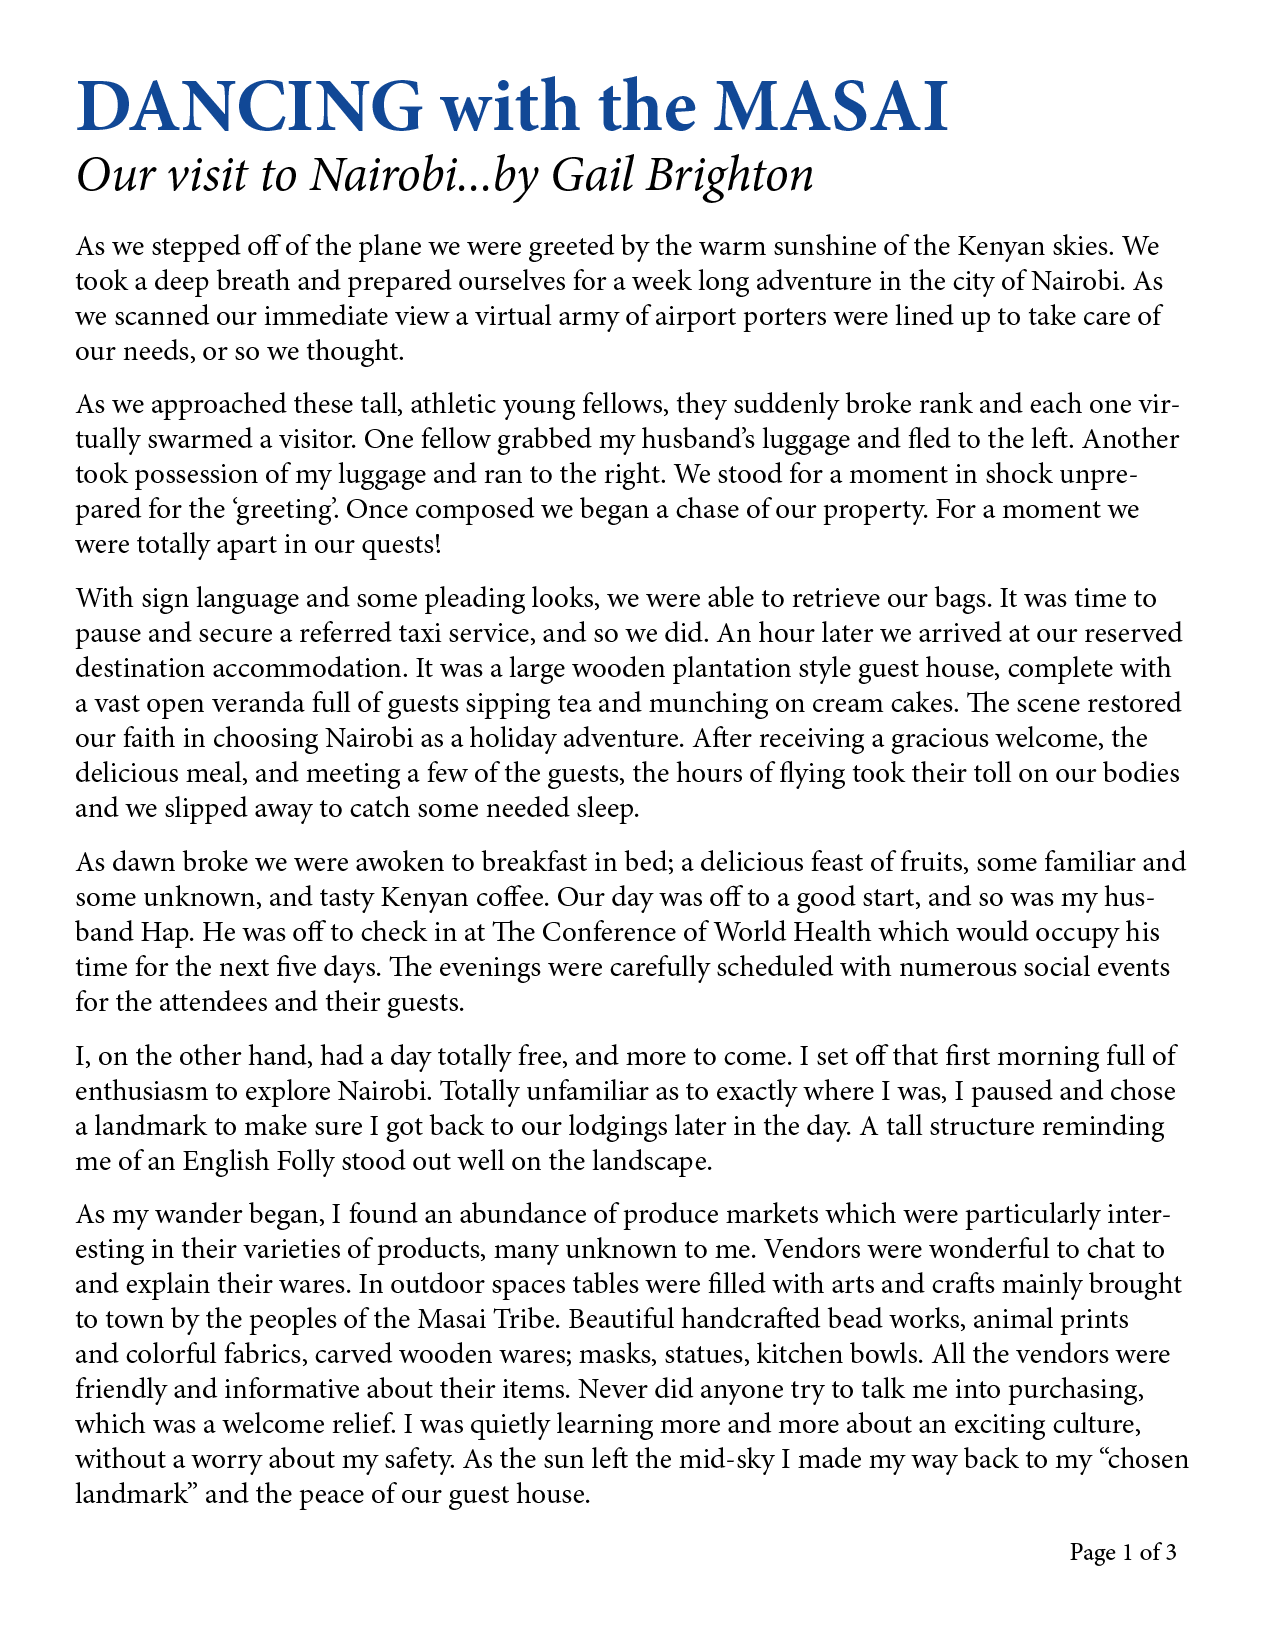 DANCING with the MASAI
Our visit to Nairobi...by Gail Brighton
As we stepped off of the plane we were greeted by the warm sunshine of the Kenyan skies. We
took a deep breath and prepared ourselves for a week long adventure in the city of Nairobi. As
we scanned our immediate view a virtual army of airport porters were lined up to take care of
our needs, or so we thought.
As we approached these tall, athletic young fellows, they suddenly broke rank and each one vir-
tually swarmed a visitor. One fellow grabbed my husband’s luggage and fled to the left. Another
took possession of my luggage and ran to the right. We stood for a moment in shock unpre-
pared for the ‘greeting’. Once composed we began a chase of our property. For a moment we
were totally apart in our quests!
With sign language and some pleading looks, we were able to retrieve our bags. It was time to
pause and secure a referred taxi service, and so we did. An hour later we arrived at our reserved
destination accommodation. It was a large wooden plantation style guest house, complete with
a vast open veranda full of guests sipping tea and munching on cream cakes. The scene restored
our faith in choosing Nairobi as a holiday adventure. After receiving a gracious welcome, the
delicious meal, and meeting a few of the guests, the hours of flying took their toll on our bodies
and we slipped away to catch some needed sleep.
As dawn broke we were awoken to breakfast in bed; a delicious feast of fruits, some familiar and
some unknown, and tasty Kenyan coffee. Our day was off to a good start, and so was my hus-
band Hap. He was off to check in at The Conference of World Health which would occupy his
time for the next five days. The evenings were carefully scheduled with numerous social events
for the attendees and their guests.
I, on the other hand, had a day totally free, and more to come. I set off that first morning full of
enthusiasm to explore Nairobi. Totally unfamiliar as to exactly where I was, I paused and chose
a landmark to make sure I got back to our lodgings later in the day. A tall structure reminding
me of an English Folly stood out well on the landscape.
As my wander began, I found an abundance of produce markets which were particularly inter-
esting in their varieties of products, many unknown to me. Vendors were wonderful to chat to
and explain their wares. In outdoor spaces tables were filled with arts and crafts mainly brought
to town by the peoples of the Masai Tribe. Beautiful handcrafted bead works, animal prints
and colorful fabrics, carved wooden wares; masks, statues, kitchen bowls. All the vendors were
friendly and informative about their items. Never did anyone try to talk me into purchasing,
which was a welcome relief. I was quietly learning more and more about an exciting culture,
without a worry about my safety. As the sun left the mid-sky I made my way back to my “chosen
landmark” and the peace of our guest house.
Page 1 of 3